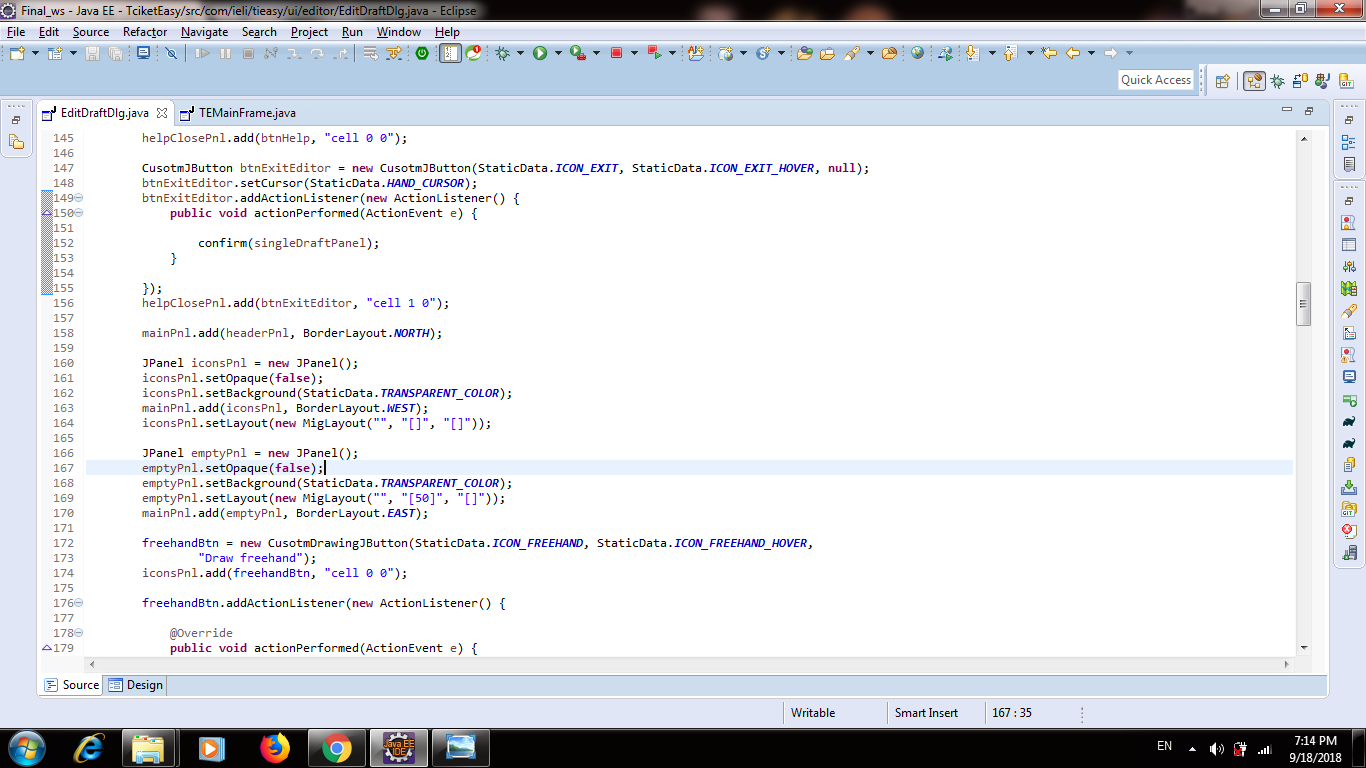 Final_ws - Java EE - TciketEasy/src/com/ieli/tieasy/ui/editor/EditDraftDlg.java - Eclipse
File Edit Source Refactor Navigate Search Project Run Window Help
Quick Access
EditDraftDlg.java TEMainFrame.java
145 helpClosePnl.add(btnHelp, "cell 0 0");
146
147 CusotmJButton btnExitEditor = new CusotmJButton(StaticData.ICON_EXIT, StaticData.ICON_EXIT_HOVER, null);
148 btnExitEditor.setCursor(StaticData.HAND_CURSOR);
149 btnExitEditor.addActionListener(new ActionListener() {
150 public void actionPerformed(ActionEvent e) {
151
152 confirm(singleDraftPanel);
153 }
154
155 });
156 helpClosePnl.add(btnExitEditor, "cell 1 0");
157
158 mainPnl.add(headerPnl, BorderLayout.NORTH);
159
160 JPanel iconsPnl = new JPanel();
161 iconsPnl.setOpaque(false);
162 iconsPnl.setBackground(StaticData.TRANSPARENT_COLOR);
163 mainPnl.add(iconsPnl, BorderLayout.WEST);
164 iconsPnl.setLayout(new MigLayout("", "[]", "[]"));
165
166 JPanel emptyPnl = new JPanel();
167 emptyPnl.setOpaque(false);
168 emptyPnl.setBackground(StaticData.TRANSPARENT_COLOR);
169 emptyPnl.setLayout(new MigLayout("", "[50]", "[]"));
170 mainPnl.add(emptyPnl, BorderLayout.EAST);
171
172 freehandBtn = new CusotmDrawingJButton(StaticData.ICON_FREEHAND, StaticData.ICON_FREEHAND_HOVER,
173 "Draw freehand");
174 iconsPnl.add(freehandBtn, "cell 0 0");
175
176 freehandBtn.addActionListener(new ActionListener() {
177
178 @Override
179 public void actionPerformed(ActionEvent e) {
Source Design
Writable Smart Insert 167 : 35
Java EE IDE
EN
7:14 PM
9/18/2018